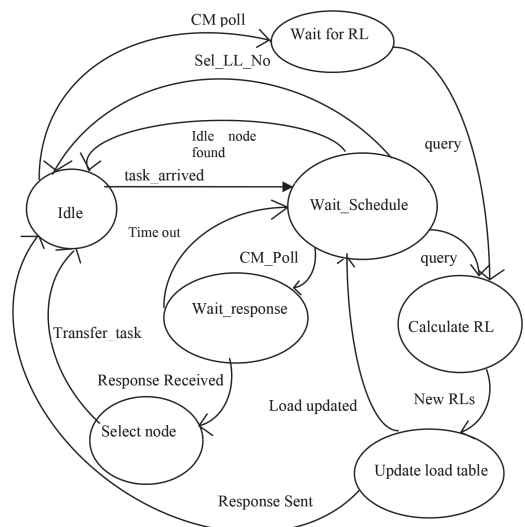 CM poll
Wait for RL
Sel_LL_No
Idle node
found
query
task_arrived
Idle
Wait_Schedule
Time out
CM_Poll
query
Wait_response
Calculate RL
Transfer_task
Response Received
New RLs
Load updated
Select node
Update load table
Response Sent